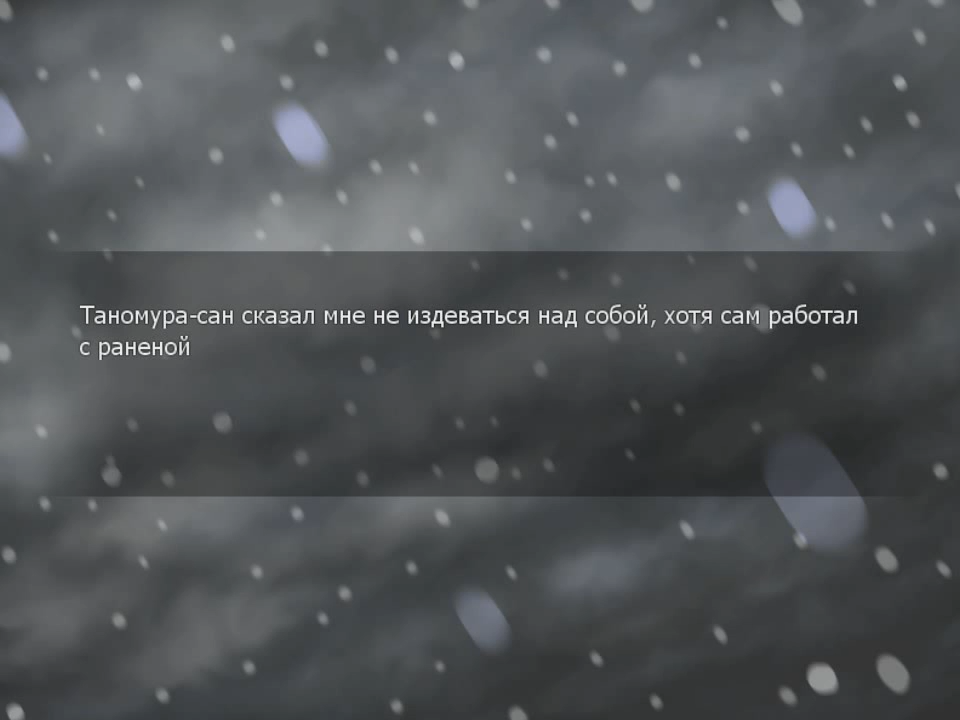 Таномура-сан сказал мне не издеваться над собой, хотя сам работал
с раненой